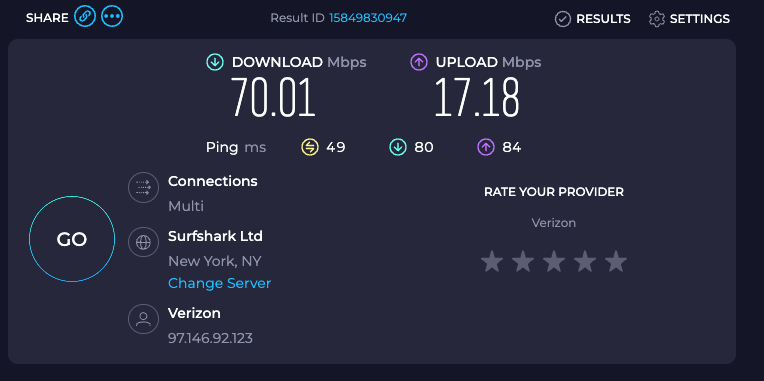 SHARE Result ID 15849830947 RESULTS SETTINGS
DOWNLOAD Mbps UPLOAD Mbps
70.01 17.18
Ping ms 49 80 84
Connections
Multi
RATE YOUR PROVIDER
Verizon
GO
Surfshark Ltd
New York, NY
Change Server
Verizon
97.146.92.123